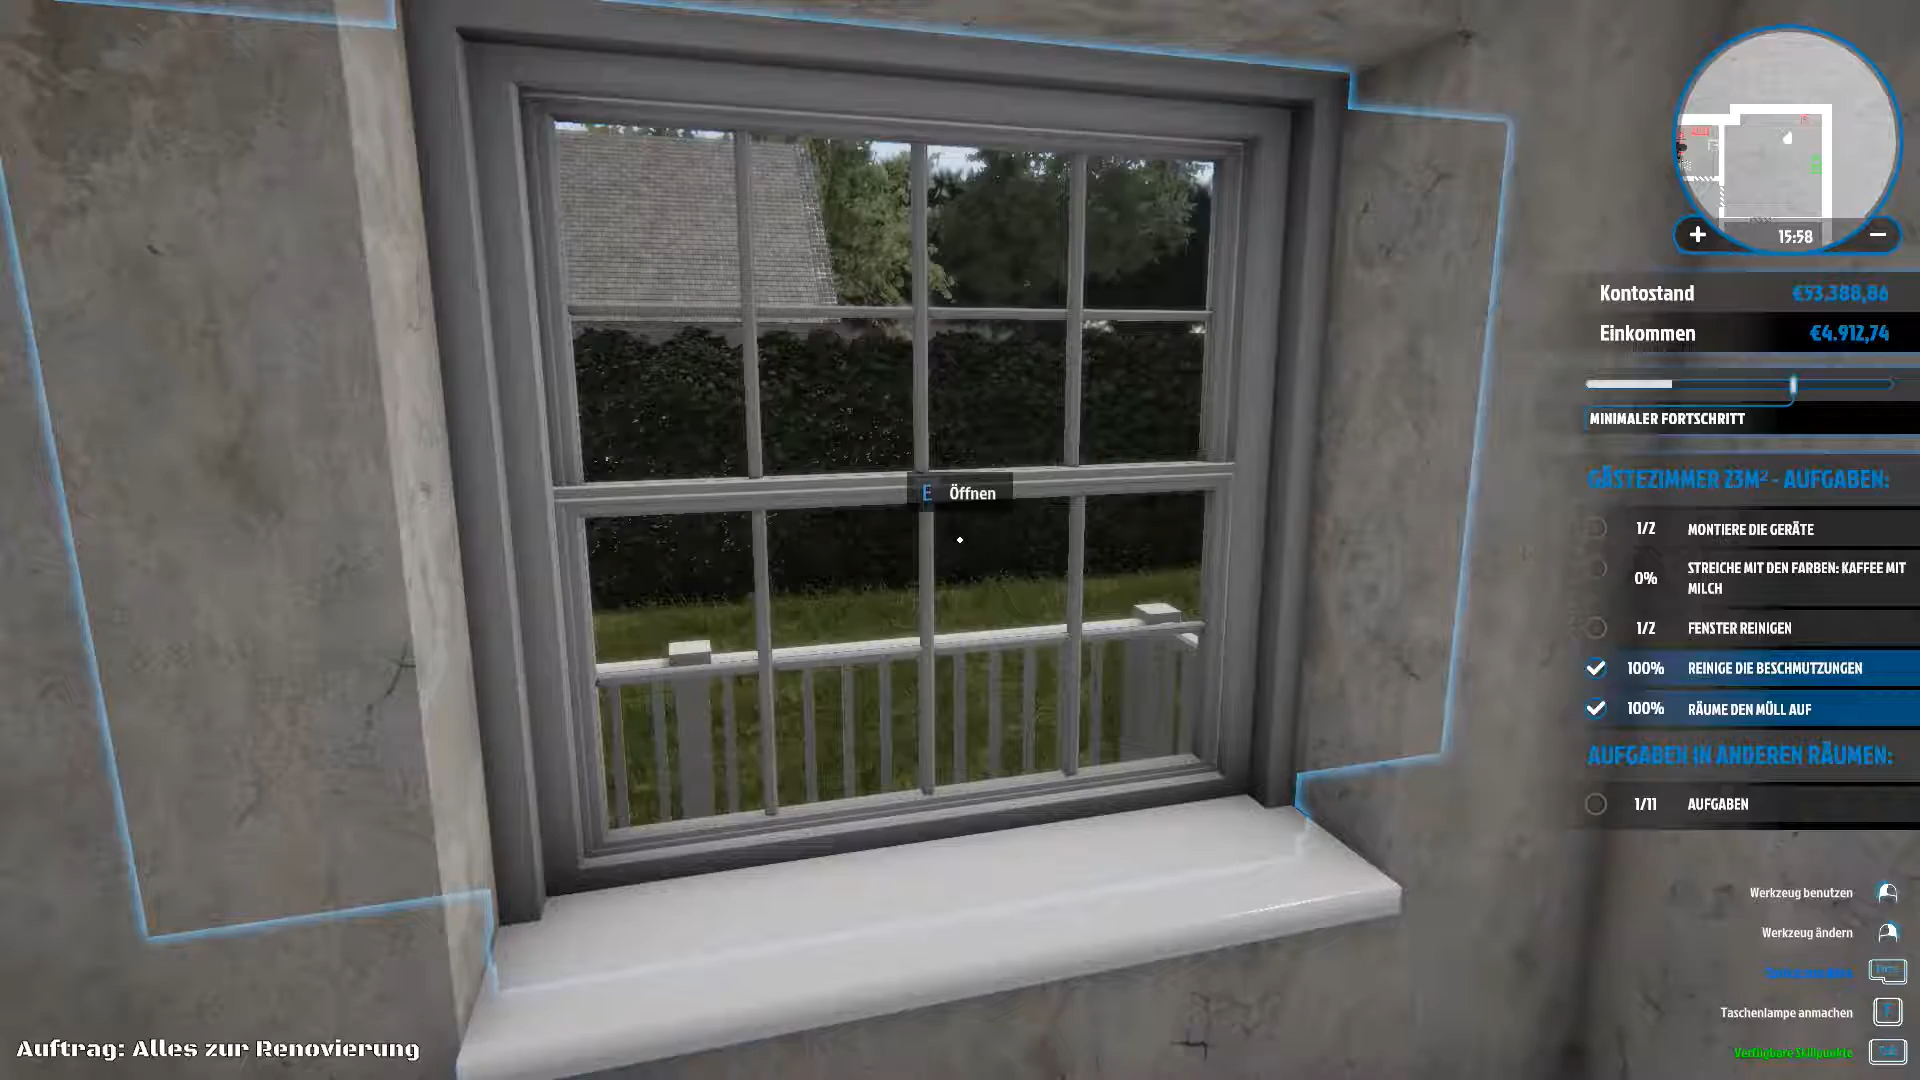 15:58
Kontostand €53.388,86
Einkommen €4.912,74
MINIMALER FORTSCHRITT
GÄSTEZIMMER 23M² - AUFGABEN:
1/2 MONTIERE DIE GERÄTE
0% STREICHE MIT DEN FARBEN: KAFFEE MIT
MILCH
1/2 FENSTER REINIGEN
100% REINIGE DIE BESCHMUTZUNGEN
100% RÄUME DEN MÜLL AUF
AUFGABEN IN ANDEREN RÄUMEN:
1/11 AUFGABEN
E Öffnen
Werkzeug benutzen
Werkzeug ändern
Taschenlampe anmachen
Verfügbare Skillpunkte
Auftrag: Alles zur Renovierung